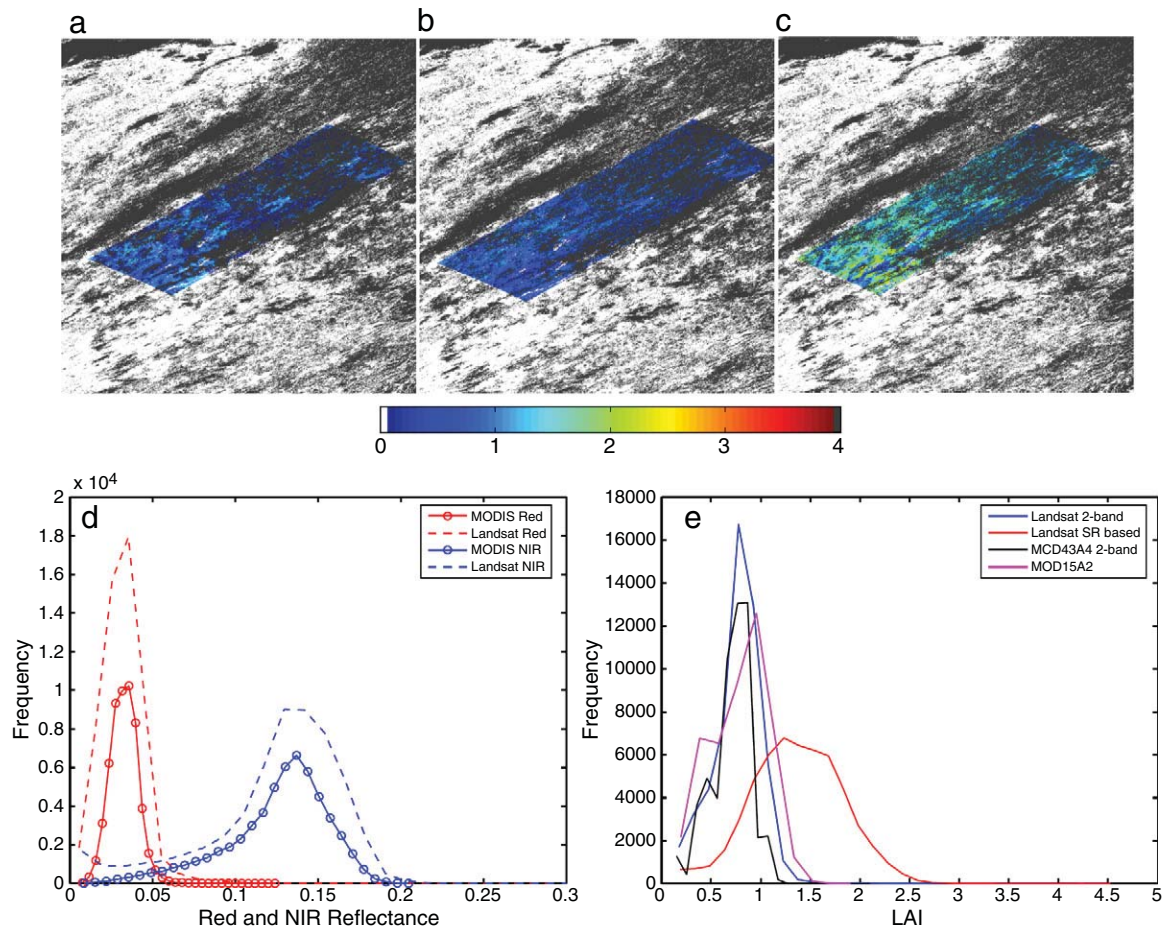 a b c
0 1 2 3 4
x 10⁴
d
2
1.8
1.6
1.4
1.2
1
0.8
0.6
0.4
0.2
0
Frequency
MODIS Red
Landsat Red
MODIS NIR
Landsat NIR
0 0.05 0.1 0.15 0.2 0.25 0.3
Red and NIR Reflectance
e
18000
16000
14000
12000
10000
8000
6000
4000
2000
0
Frequency
Landsat 2-band
Landsat SR based
MCD43A4 2-band
MOD15A2
0 0.5 1 1.5 2 2.5 3 3.5 4 4.5 5
LAI